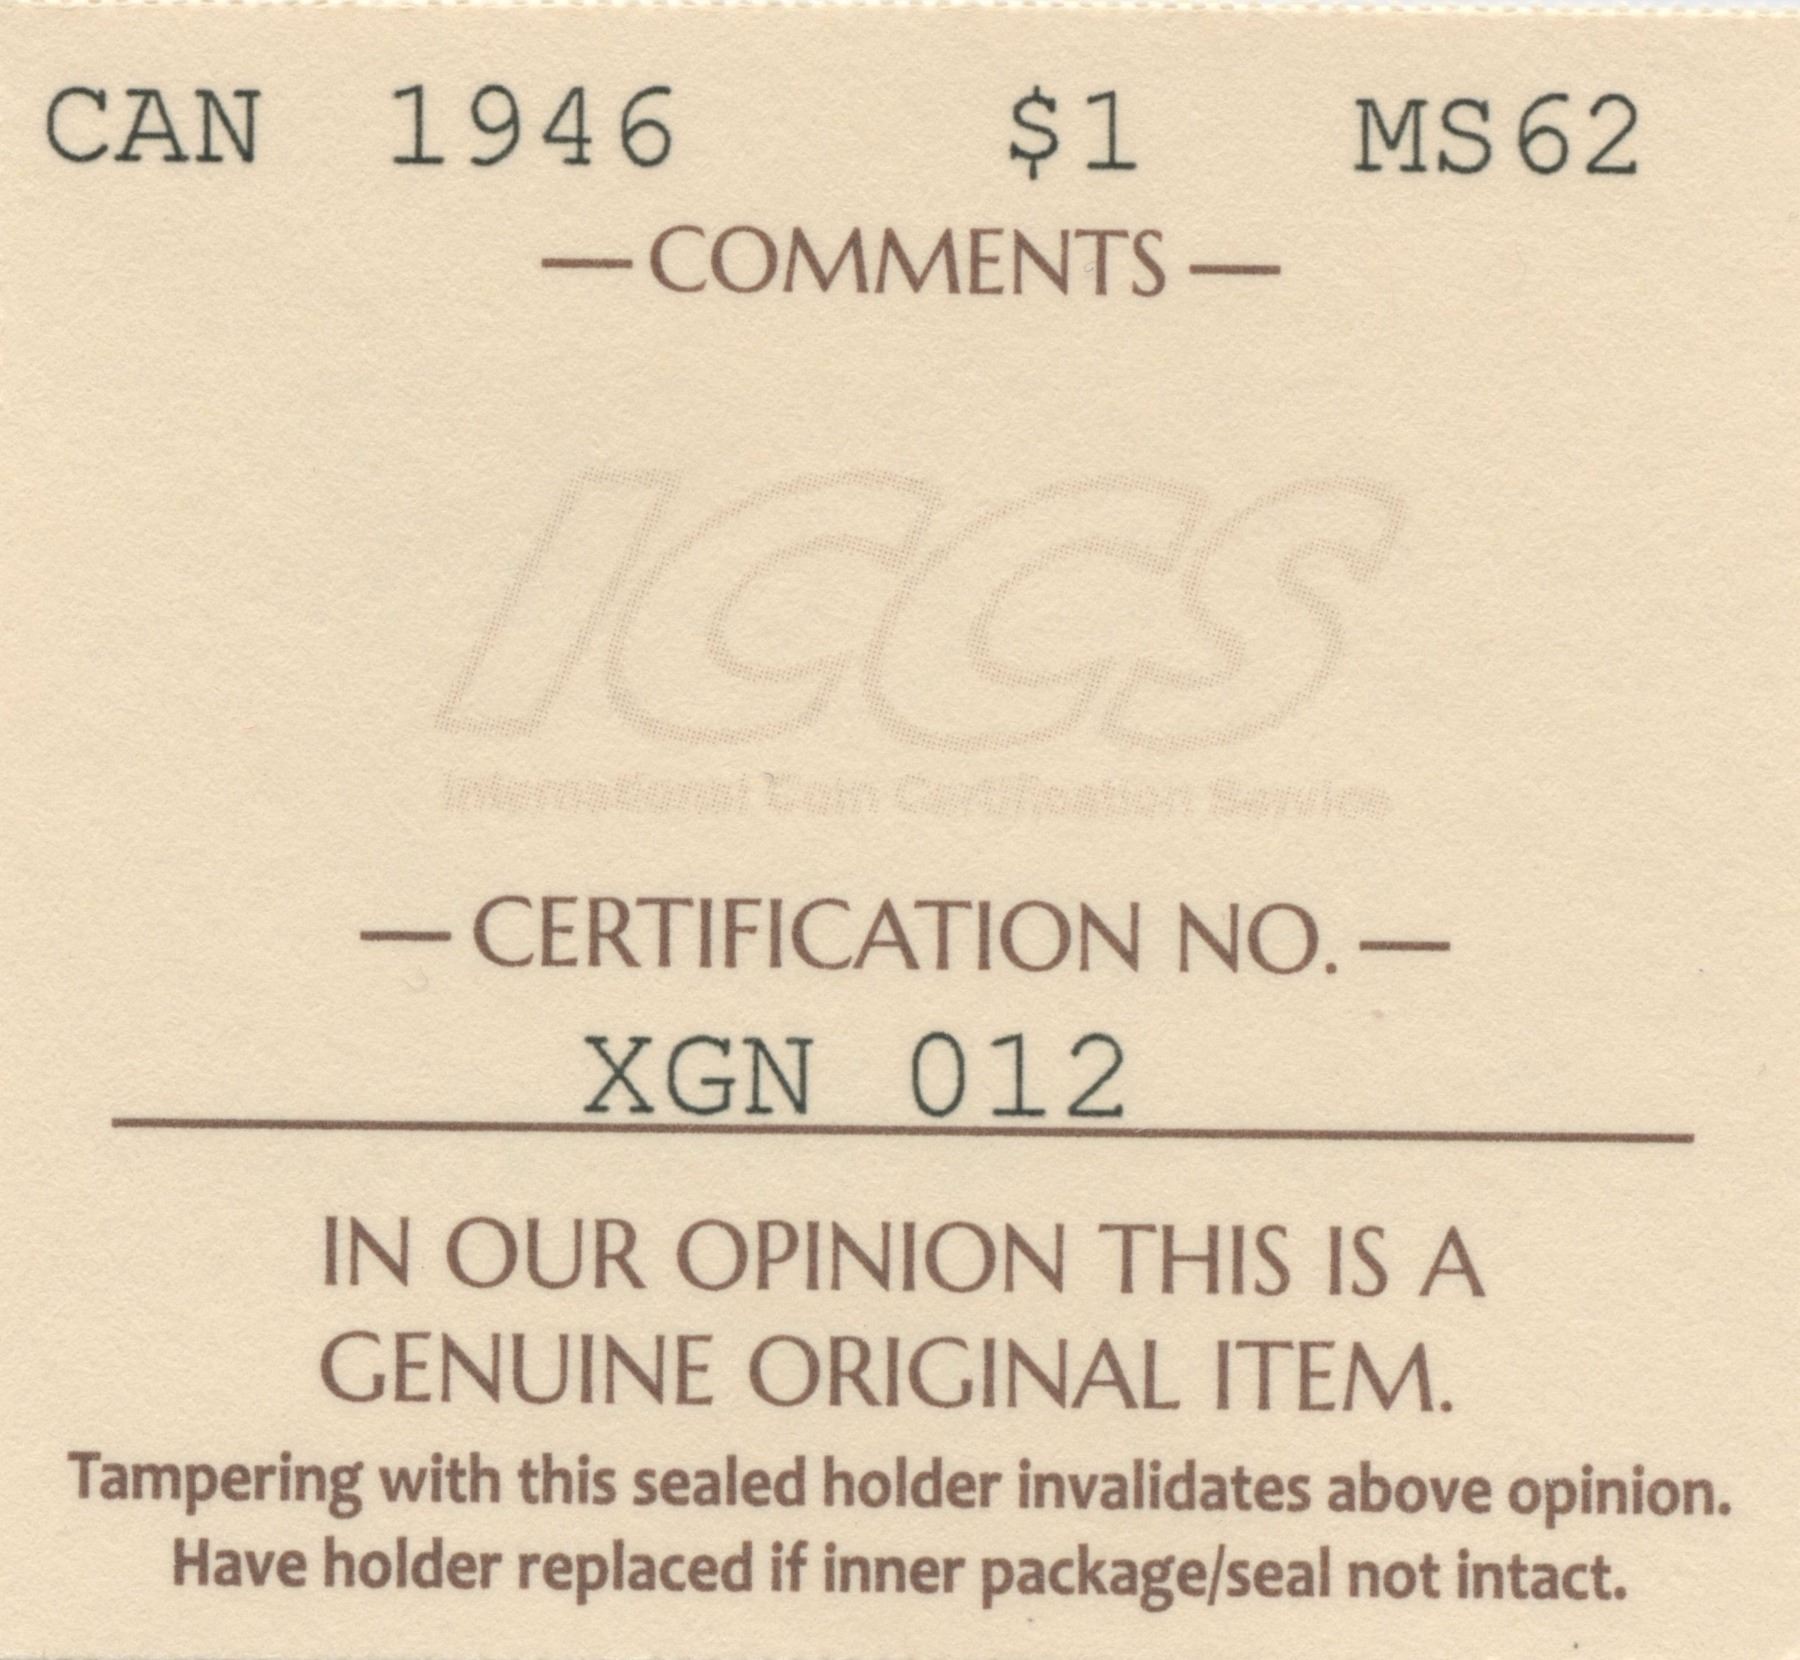 CAN 1946 $1 MS62
— COMMENTS —
ICCS
International Coin Certification Service
— CERTIFICATION NO. —
XGN 012
IN OUR OPINION THIS IS A
GENUINE ORIGINAL ITEM.
Tampering with this sealed holder invalidates above opinion.
Have holder replaced if inner package/seal not intact.